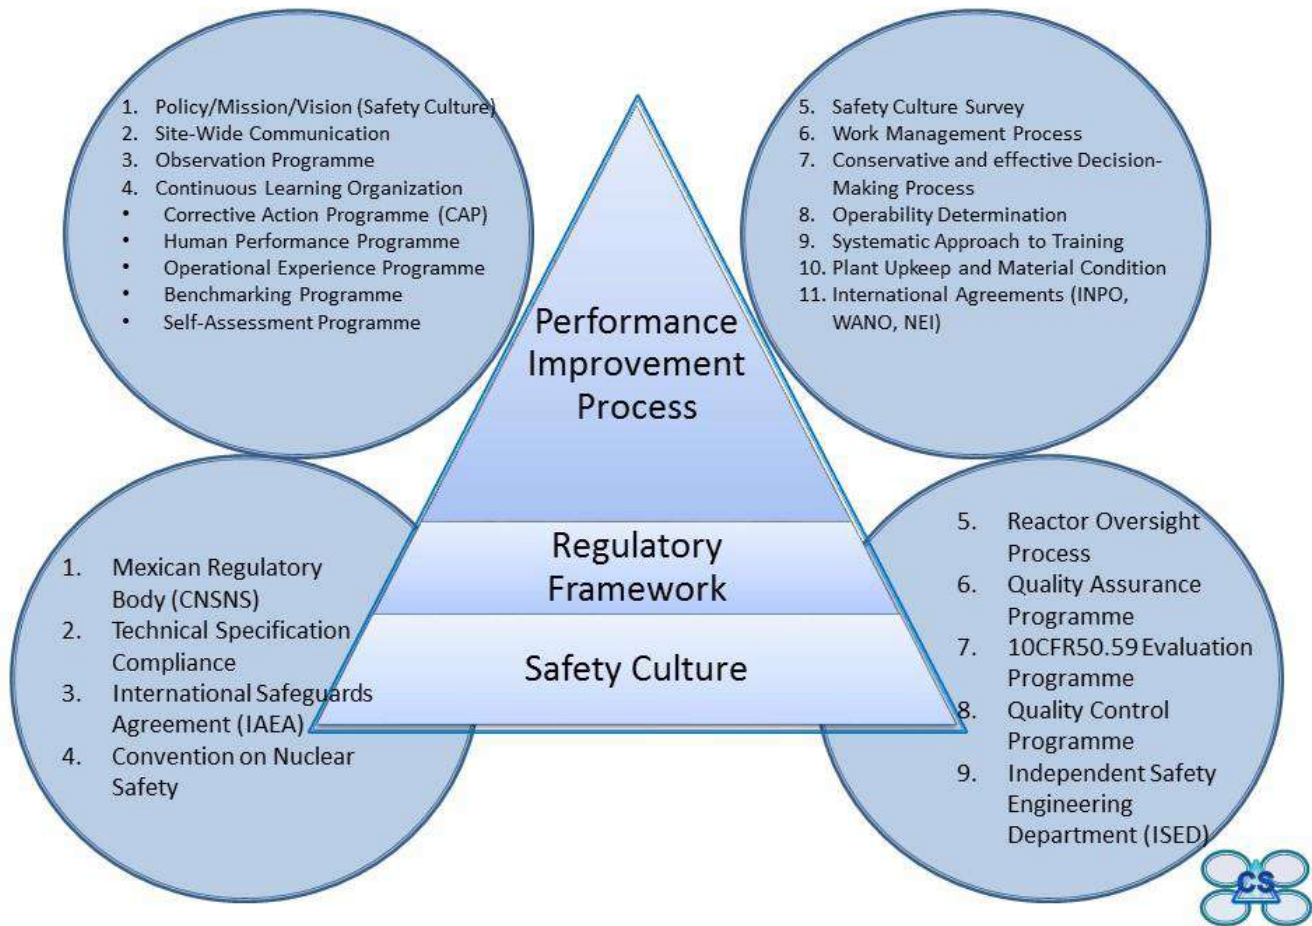 1. Policy/Mission/Vision (Safety Culture)
2. Site-Wide Communication
3. Observation Programme
4. Continuous Learning Organization
• Corrective Action Programme (CAP)
• Human Performance Programme
• Operational Experience Programme
• Benchmarking Programme
• Self-Assessment Programme
5. Safety Culture Survey
6. Work Management Process
7. Conservative and effective Decision-
Making Process
8. Operability Determination
9. Systematic Approach to Training
10. Plant Upkeep and Material Condition
11. International Agreements (INPO,
WANO, NEI)
Performance
Improvement
Process
Regulatory
Framework
Safety Culture
1. Mexican Regulatory
Body (CNSNS)
2. Technical Specification
Compliance
3. International Safeguards
Agreement (IAEA)
4. Convention on Nuclear
Safety
5. Reactor Oversight
Process
6. Quality Assurance
Programme
7. 10CFR50.59 Evaluation
Programme
8. Quality Control
Programme
9. Independent Safety
Engineering
Department (ISED)
CS